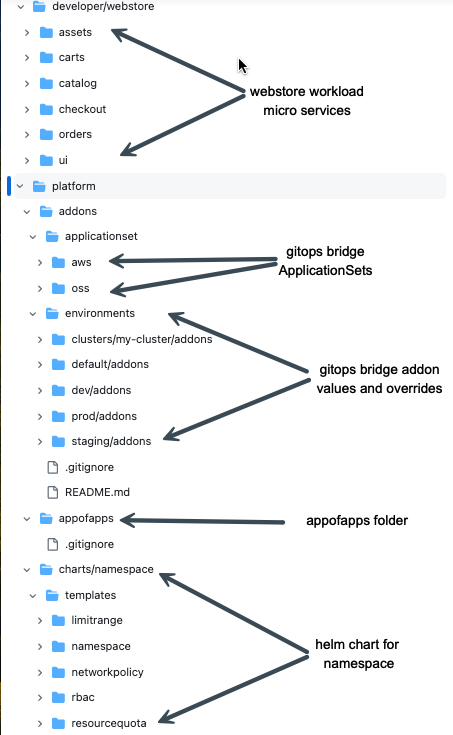 developer/webstore
assets
carts
catalog
webstore workload
micro services
checkout
orders
ui
platform
addons
applicationset
gitops bridge
ApplicationSets
aws
oss
environments
clusters/my-cluster/addons
default/addons
gitops bridge addon
values and overrides
dev/addons
prod/addons
staging/addons
.gitignore
README.md
appofapps
appofapps folder
.gitignore
charts/namespace
templates
limitrange
namespace
helm chart for
namespace
networkpolicy
rbac
resourcequota